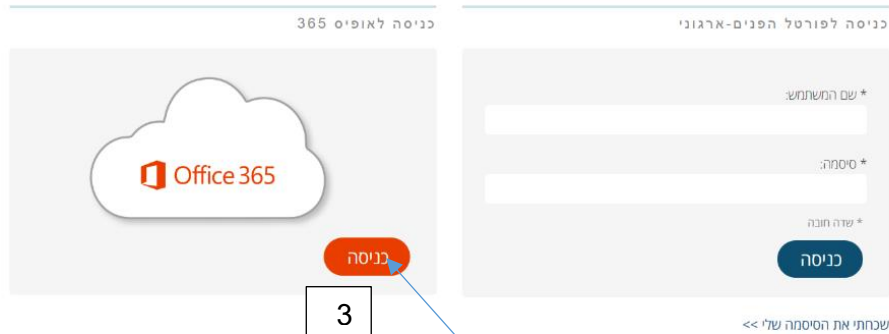 כניסה לפורטל הפנים-ארגוני
* שם המשתמש:
* סיסמה:
* שדה חובה
כניסה
שכחתי את הסיסמה שלי >>
כניסה לאופיס 365
Office 365
כניסה
3